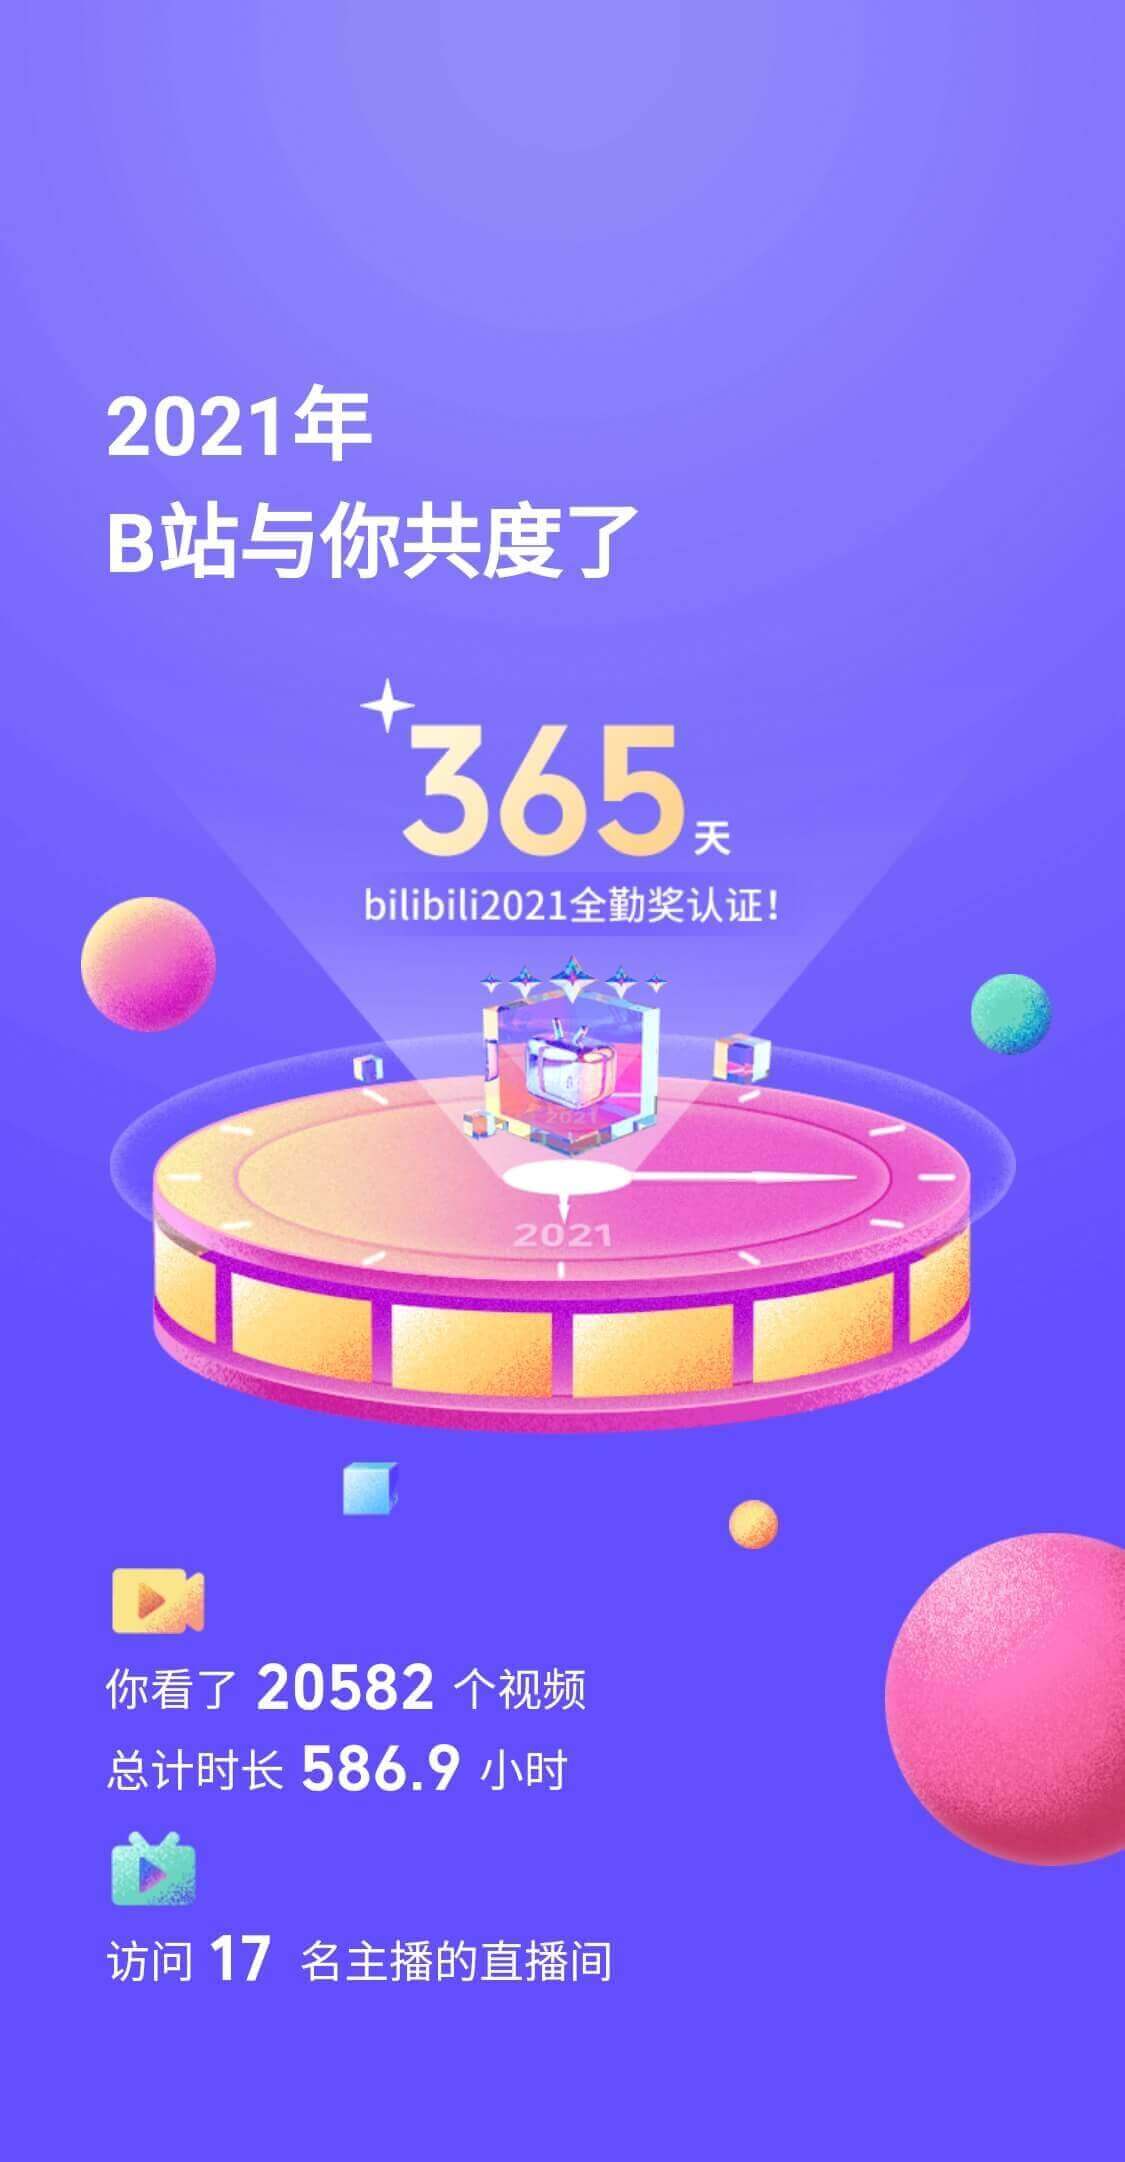 2021年
B站与你共度了
365天
bilibili2021全勤奖认证!
2021
2021
你看了 20582 个视频
总计时长 586.9 小时
访问 17 名主播的直播间